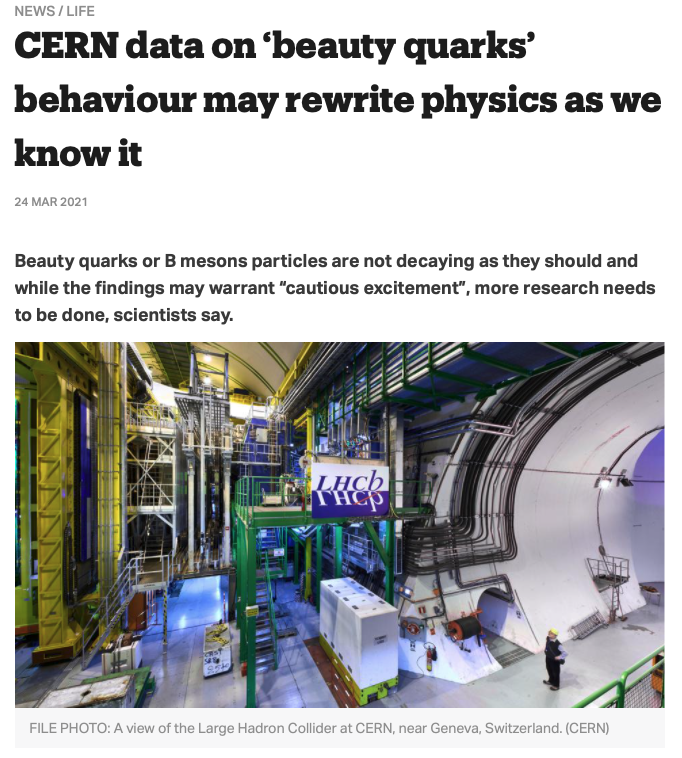 NEWS / LIFE
CERN data on ‘beauty quarks’
behaviour may rewrite physics as we
know it
24 MAR 2021
Beauty quarks or B mesons particles are not decaying as they should and
while the findings may warrant “cautious excitement”, more research needs
to be done, scientists say.
LHCb
FILE PHOTO: A view of the Large Hadron Collider at CERN, near Geneva, Switzerland. (CERN)